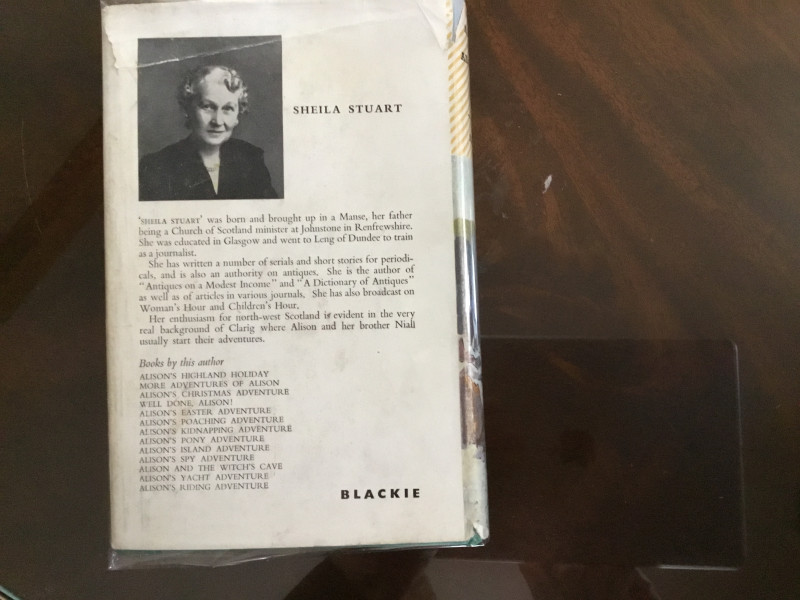 SHEILA STUART
'SHEILA STUART' was born and brought up in a Manse, her father
being a Church of Scotland minister at Johnstone in Renfrewshire.
She was educated in Glasgow and went to Leng of Dundee to train
as a journalist.
She has written a number of serials and short stories for periodi-
cals, and is also an authority on antiques. She is the author of
"Antiques on a Modest Income" and "A Dictionary of Antiques"
as well as of articles in various journals. She has also broadcast on
Woman's Hour and Children's Hour.
Her enthusiasm for north-west Scotland is evident in the very
real background of Clarig where Alison and her brother Niall
usually start their adventures.
Books by this author
ALISON'S HIGHLAND HOLIDAY
MORE ADVENTURES OF ALISON
ALISON'S CHRISTMAS ADVENTURE
WELL DONE, ALISON!
ALISON'S EASTER ADVENTURE
ALISON'S POACHING ADVENTURE
ALISON'S KIDNAPPING ADVENTURE
ALISON'S PONY ADVENTURE
ALISON'S ISLAND ADVENTURE
ALISON'S SPY ADVENTURE
ALISON AND THE WITCH'S CAVE
ALISON'S YACHT ADVENTURE
ALISON'S RIDING ADVENTURE
BLACKIE